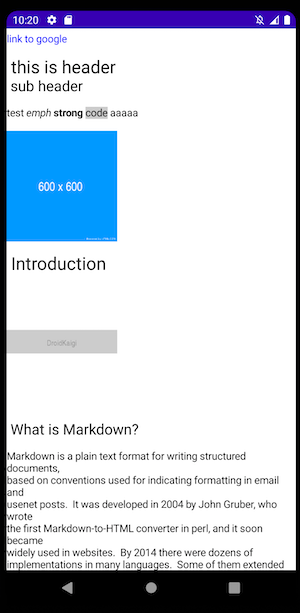 10:20
link to google
this is header
sub header
test emph strong code aaaaa
600 x 600
Introduction
DroidKaigi
What is Markdown?
Markdown is a plain text format for writing structured
documents,
based on conventions used for indicating formatting in email
and
usenet posts.  It was developed in 2004 by John Gruber, who
wrote
the first Markdown-to-HTML converter in perl, and it soon
became
widely used in websites.  By 2014 there were dozens of
implementations in many languages.  Some of them extended